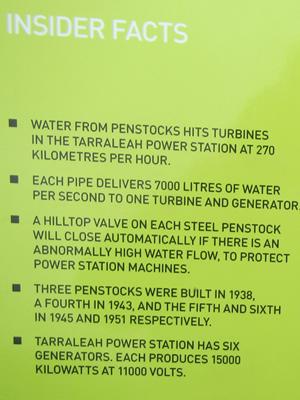 INSIDER FACTS
■ WATER FROM PENSTOCKS HITS TURBINES
IN THE TARRALEAH POWER STATION AT 270
KILOMETRES PER HOUR.
■ EACH PIPE DELIVERS 7000 LITRES OF WATER
PER SECOND TO ONE TURBINE AND GENERATOR.
■ A HILLTOP VALVE ON EACH STEEL PENSTOCK
WILL CLOSE AUTOMATICALLY IF THERE IS AN
ABNORMALLY HIGH WATER FLOW, TO PROTECT
POWER STATION MACHINES.
■ THREE PENSTOCKS WERE BUILT IN 1938,
A FOURTH IN 1943, AND THE FIFTH AND SIXTH
IN 1945 AND 1951 RESPECTIVELY.
■ TARRALEAH POWER STATION HAS SIX
GENERATORS. EACH PRODUCES 15000
KILOWATTS AT 11000 VOLTS.